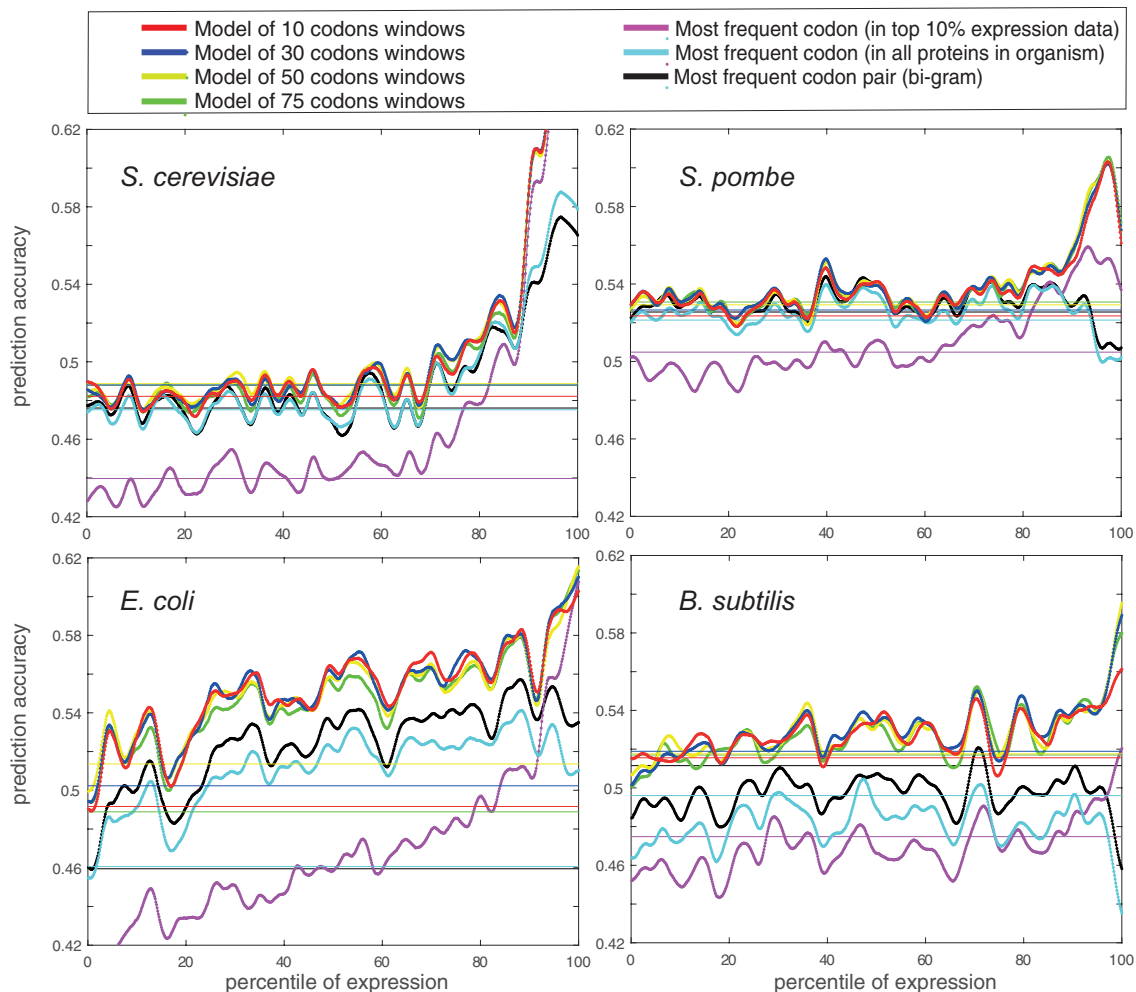 Model of 10 codons windows
Model of 30 codons windows
Model of 50 codons windows
Model of 75 codons windows
Most frequent codon (in top 10% expression data)
Most frequent codon (in all proteins in organism)
Most frequent codon pair (bi-gram)
S. cerevisiae
prediction accuracy
0.62
0.58
0.54
0.5
0.46
0.42
0 20 40 60 80 100
S. pombe
0.62
0.58
0.54
0.5
0.46
0.42
0 20 40 60 80 100
E. coli
prediction accuracy
0.62
0.58
0.54
0.5
0.46
0.42
0 20 40 60 80 100
percentile of expression
B. subtilis
0.62
0.58
0.54
0.5
0.46
0.42
0 20 40 60 80 100
percentile of expression